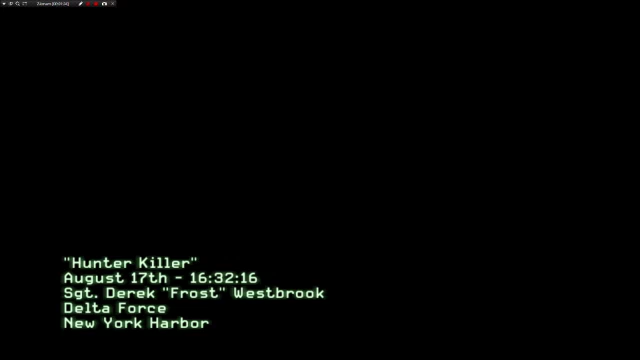 "Hunter Killer"
August 17th - 16:32:16
Sgt. Derek "Frost" Westbrook
Delta Force
New York Harbor